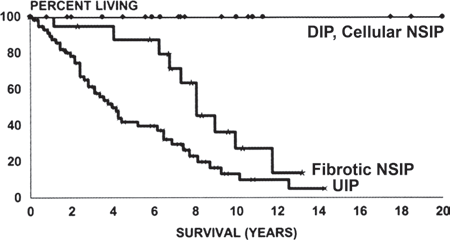 PERCENT LIVING
100
80
60
40
20
0
DIP, Cellular NSIP
Fibrotic NSIP
UIP
0 2 4 6 8 10 12 14 16 18 20
SURVIVAL (YEARS)